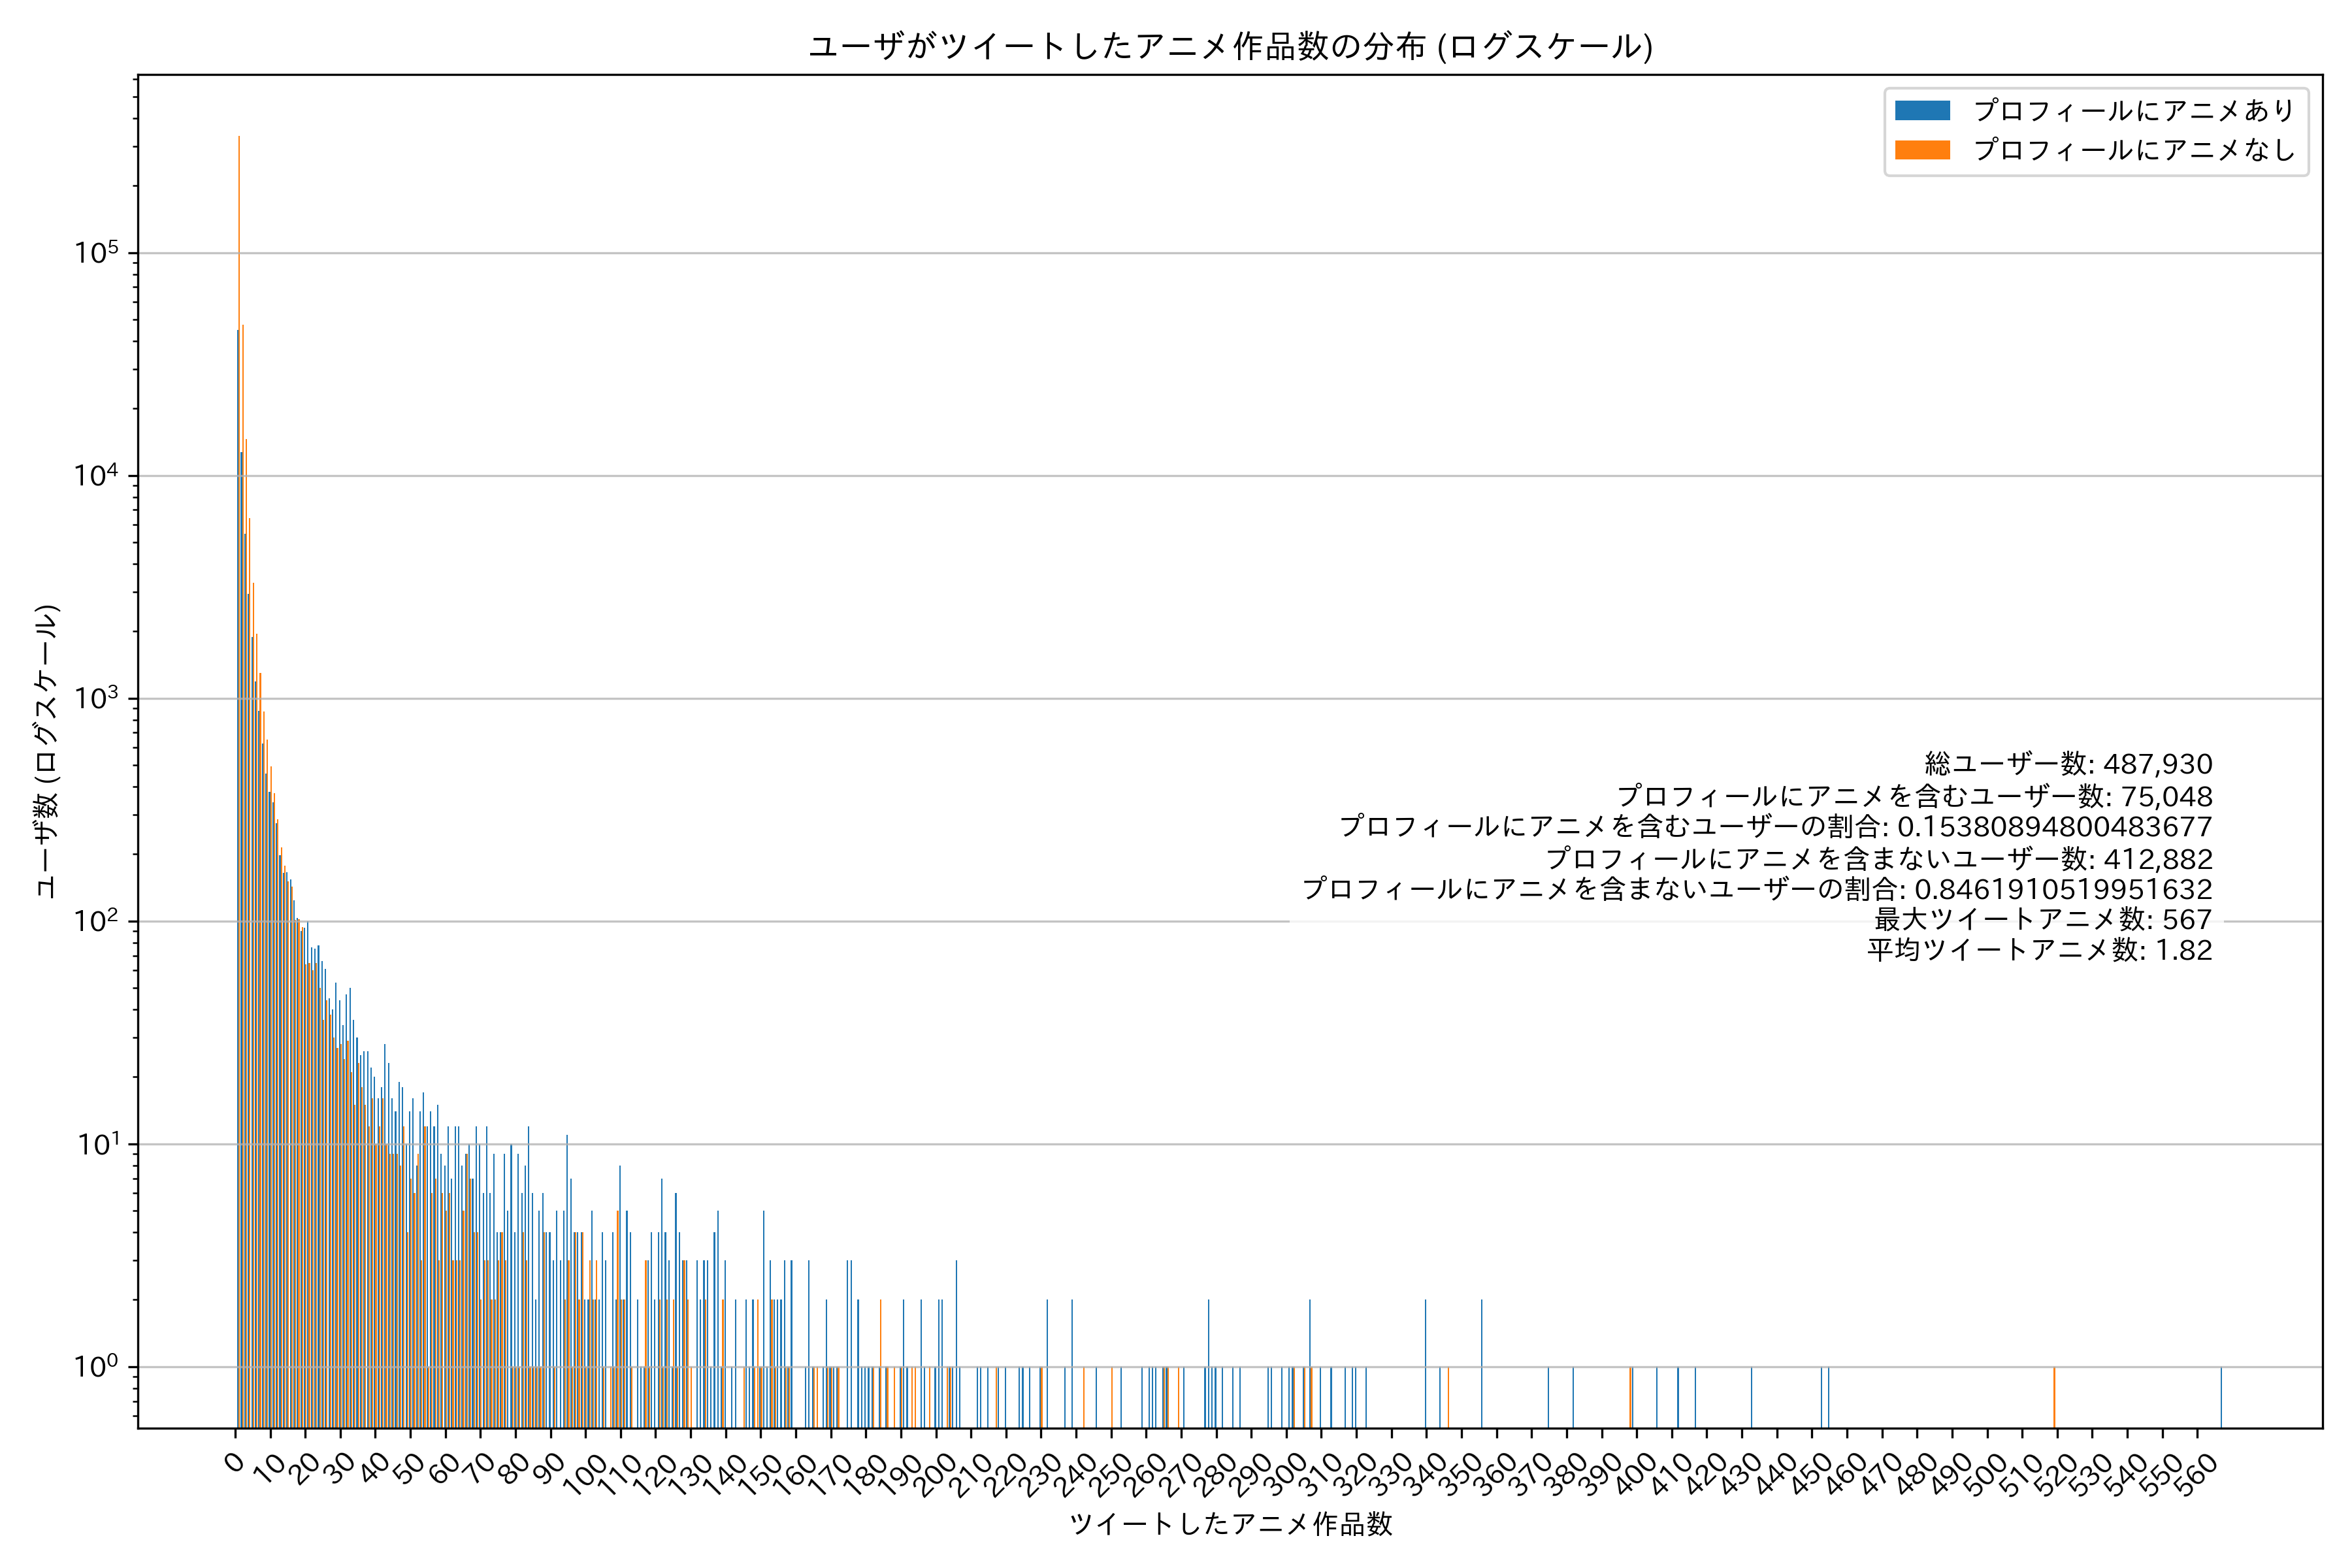 ユーザがツイートしたアニメ作品数の分布 (ログスケール)
プロフィールにアニメあり
プロフィールにアニメなし
ユーザ数 (ログスケール)
10⁵
10⁴
10³
10²
10¹
10⁰
総ユーザー数: 487,930
プロフィールにアニメを含むユーザー数: 75,048
プロフィールにアニメを含むユーザーの割合: 0.15380894800483677
プロフィールにアニメを含まないユーザー数: 412,882
プロフィールにアニメを含まないユーザーの割合: 0.8461910519951632
最大ツイートアニメ数: 567
平均ツイートアニメ数: 1.82
0 10 20 30 40 50 60 70 80 90 100 110 120 130 140 150 160 170 180 190 200 210 220 230 240 250 260 270 280 290 300 310 320 330 340 350 360 370 380 390 400 410 420 430 440 450 460 470 480 490 500 510 520 530 540 550 560
ツイートしたアニメ作品数